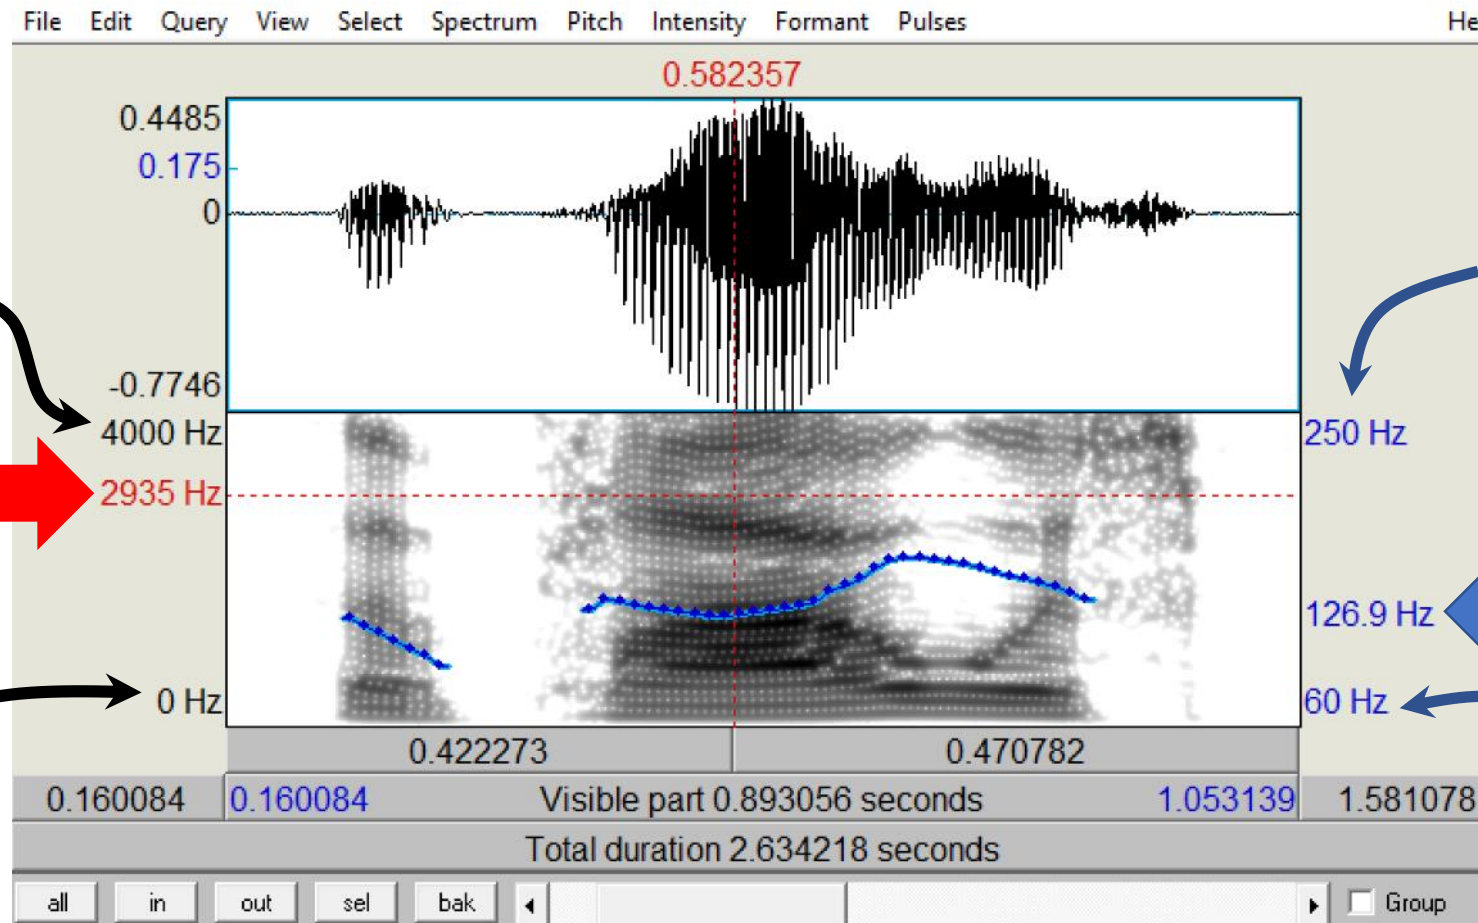 File Edit Query View Select Spectrum Pitch Intensity Formant Pulses He
0.582357
0.4485
0.175
0
-0.7746
4000 Hz 250 Hz
2935 Hz
126.9 Hz
0 Hz 60 Hz
0.422273 0.470782
0.160084 0.160084 Visible part 0.893056 seconds 1.053139 1.581078
Total duration 2.634218 seconds
all in out sel bak Group